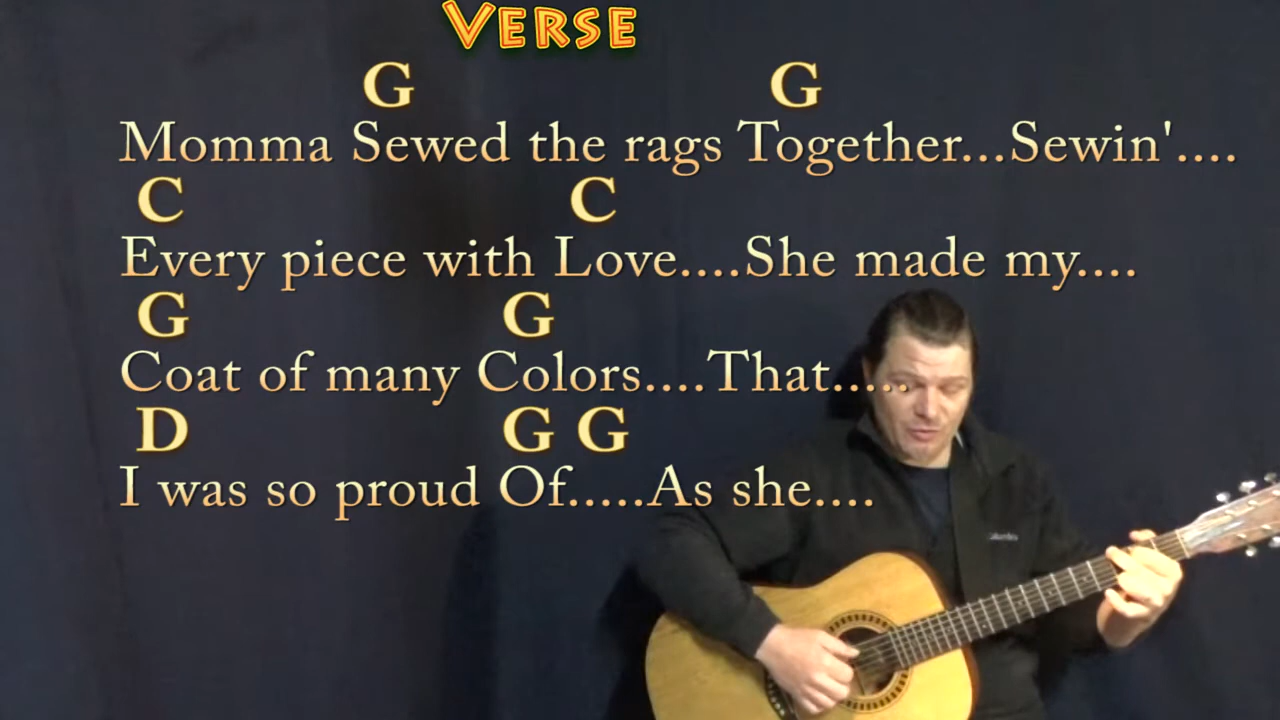 VERSE
G G
Momma Sewed the rags Together...Sewin'....
C C
Every piece with Love....She made my....
G G
Coat of many Colors....That.....
D G G
I was so proud Of.....As she....